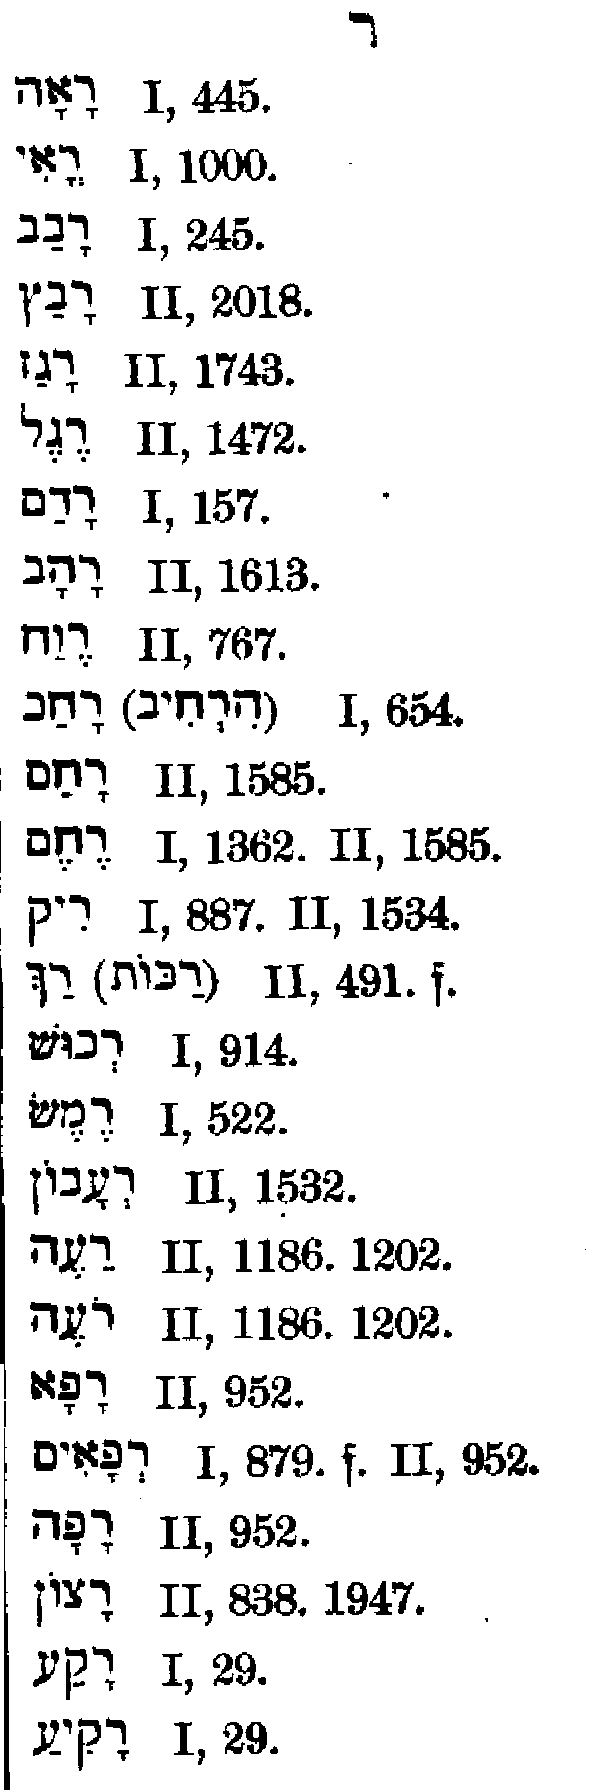 ר
רָאָה I, 445.
רֳאִי I, 1000.
רָבַב I, 245.
רָבַץ II, 2018.
רָגַז II, 1743.
רֶגֶל II, 1472.
רָדַם I, 157.
רָהָב II, 1613.
רֶוַח II, 767.
רָחַב (הִרְחִיב) I, 654.
רָחַם II, 1585.
רֶחֶם I, 1362. II, 1585.
רִיק I, 887. II, 1534.
רַךְ (רַכּוֹת) II, 491. f.
רְכוּשׁ I, 914.
רֶמֶשׂ I, 522.
רְעָבוֹן II, 1532.
רַעֶה II, 1186. 1202.
רֹעֶה II, 1186. 1202.
רָפָא II, 952.
רְפָאִים I, 879. f. II, 952.
רָפָה II, 952.
רָצוֹן II, 838. 1947.
רָקַע I, 29.
רָקִיעַ I, 29.